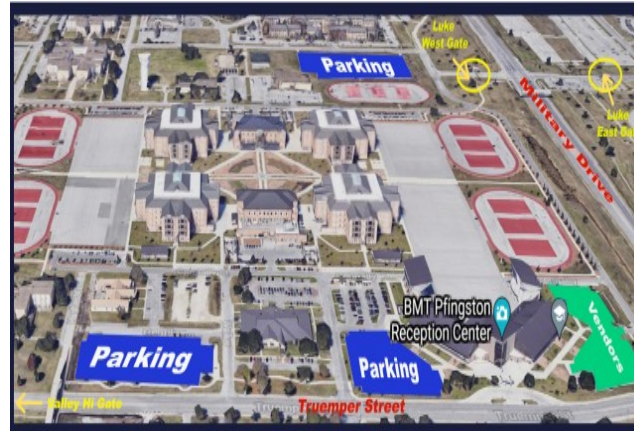 Luke
West Gate
Parking
Military Drive
Luke
East Ga
BMT Pfingston
Reception Center
Vendors
Parking
Parking
Valley Hi Gate
Truemper Street
Truemper